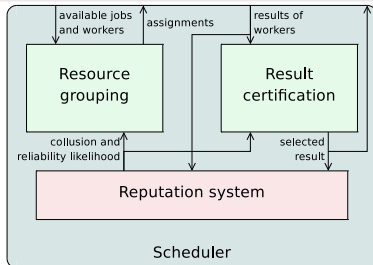 available jobs
and workers
assignments
results of
workers
Resource
grouping
Result
certification
collusion and
reliability likelihood
selected
result
Reputation system
Scheduler